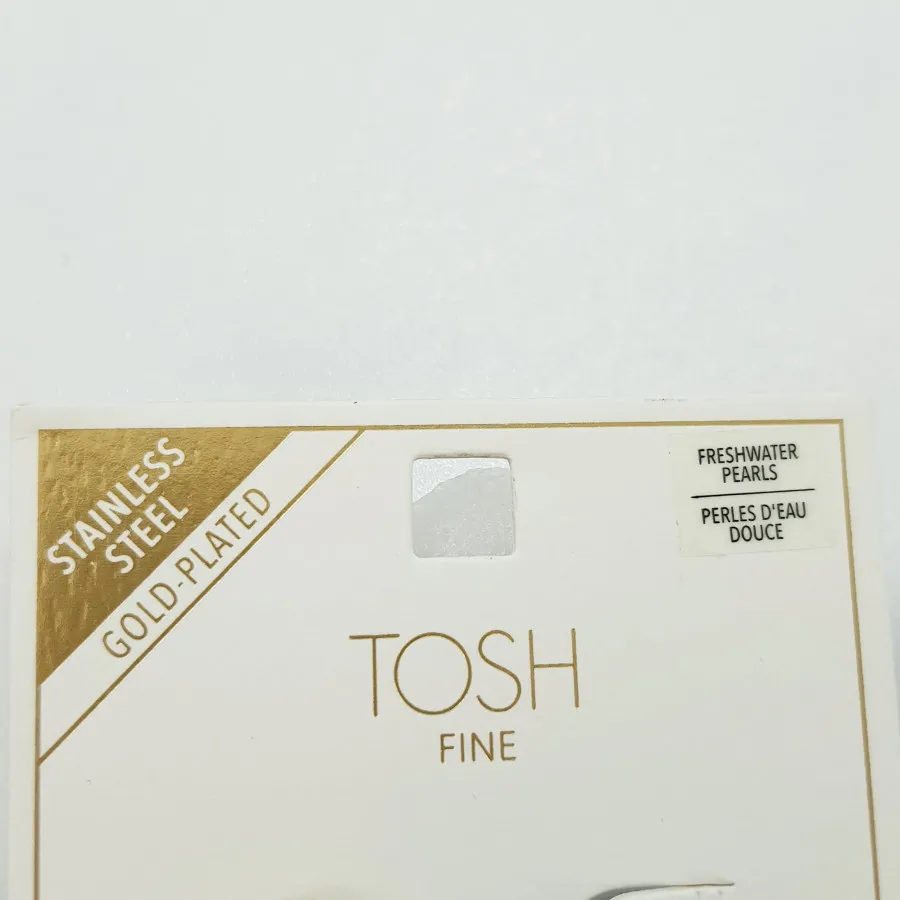 STAINLESS
STEEL
GOLD-PLATED
FRESHWATER
PEARLS
PERLES D'EAU
DOUCE
TOSH
FINE